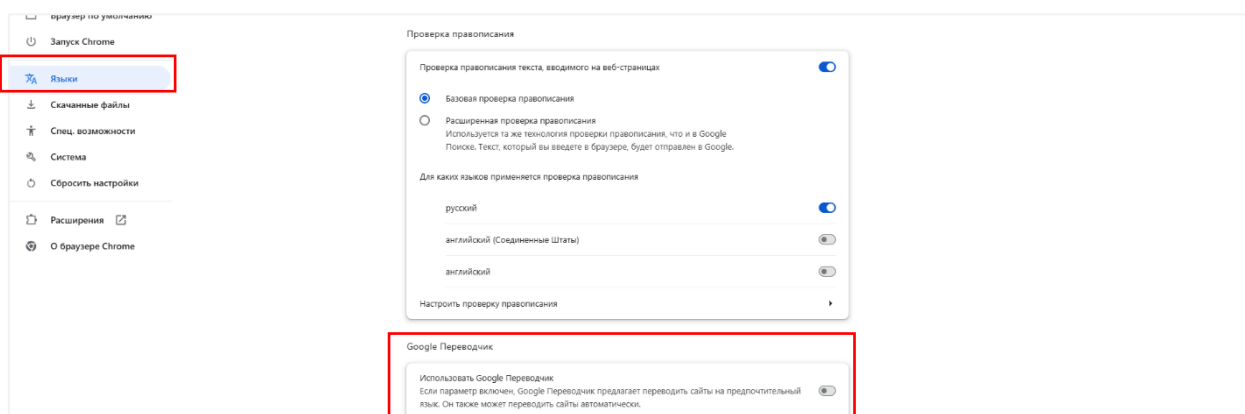 Браузер по умолчанию
Запуск Chrome
Языки
Скачанные файлы
Спец. возможности
Система
Сбросить настройки
Расширения
О браузере Chrome
Проверка правописания
Проверка правописания текста, вводимого на веб-страницах
Базовая проверка правописания
Расширенная проверка правописания
Используется та же технология проверки правописания, что и в Google
Поиске. Текст, который вы введете в браузере, будет отправлен в Google.
Для каких языков применяется проверка правописания
русский
английский (Соединенные Штаты)
английский
Настроить проверку правописания
Google Переводчик
Использовать Google Переводчик
Если параметр включен, Google Переводчик предлагает переводить сайты на предпочтительный
язык. Он также может переводить сайты автоматически.